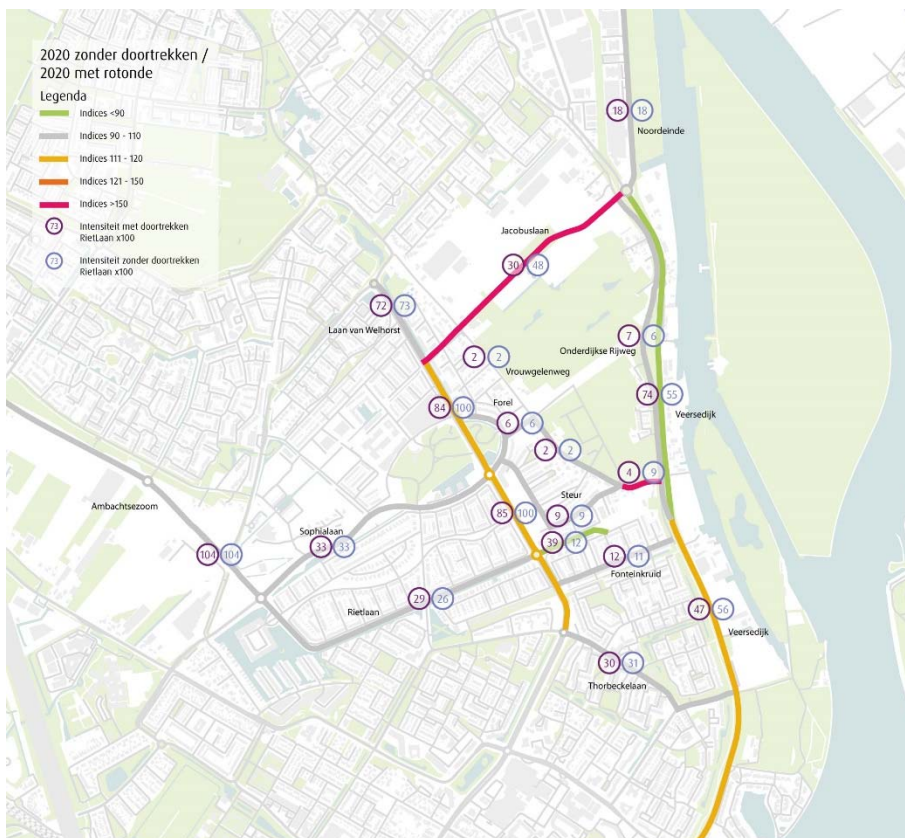 2020 zonder doortrekken /
2020 met rotonde
Legenda
Indices <90
Indices 90 - 110
Indices 111 - 120
Indices 121 - 150
Indices >150
73 Intensiteit met doortrekken
RietLaan x100
73 Intensiteit zonder doortrekken
Rietlaan x100
18 18
Noordeinde
Jacobuslaan
30 48
72 73
Laan van Welhorst
7 6
Onderdijkse Rijweg
2 2
Vrouwgelenweg
74 55
Veersedijk
84 100
Forel
6 6
2 2
4 9
Steur
9 9
85 100
Ambachtsezoom
Sophialaan
33 33
104 104
39 12
12 11
Fonteinkruid
29 26
Rietlaan
47 56
Veersedijk
30 31
Thorbeckelaan